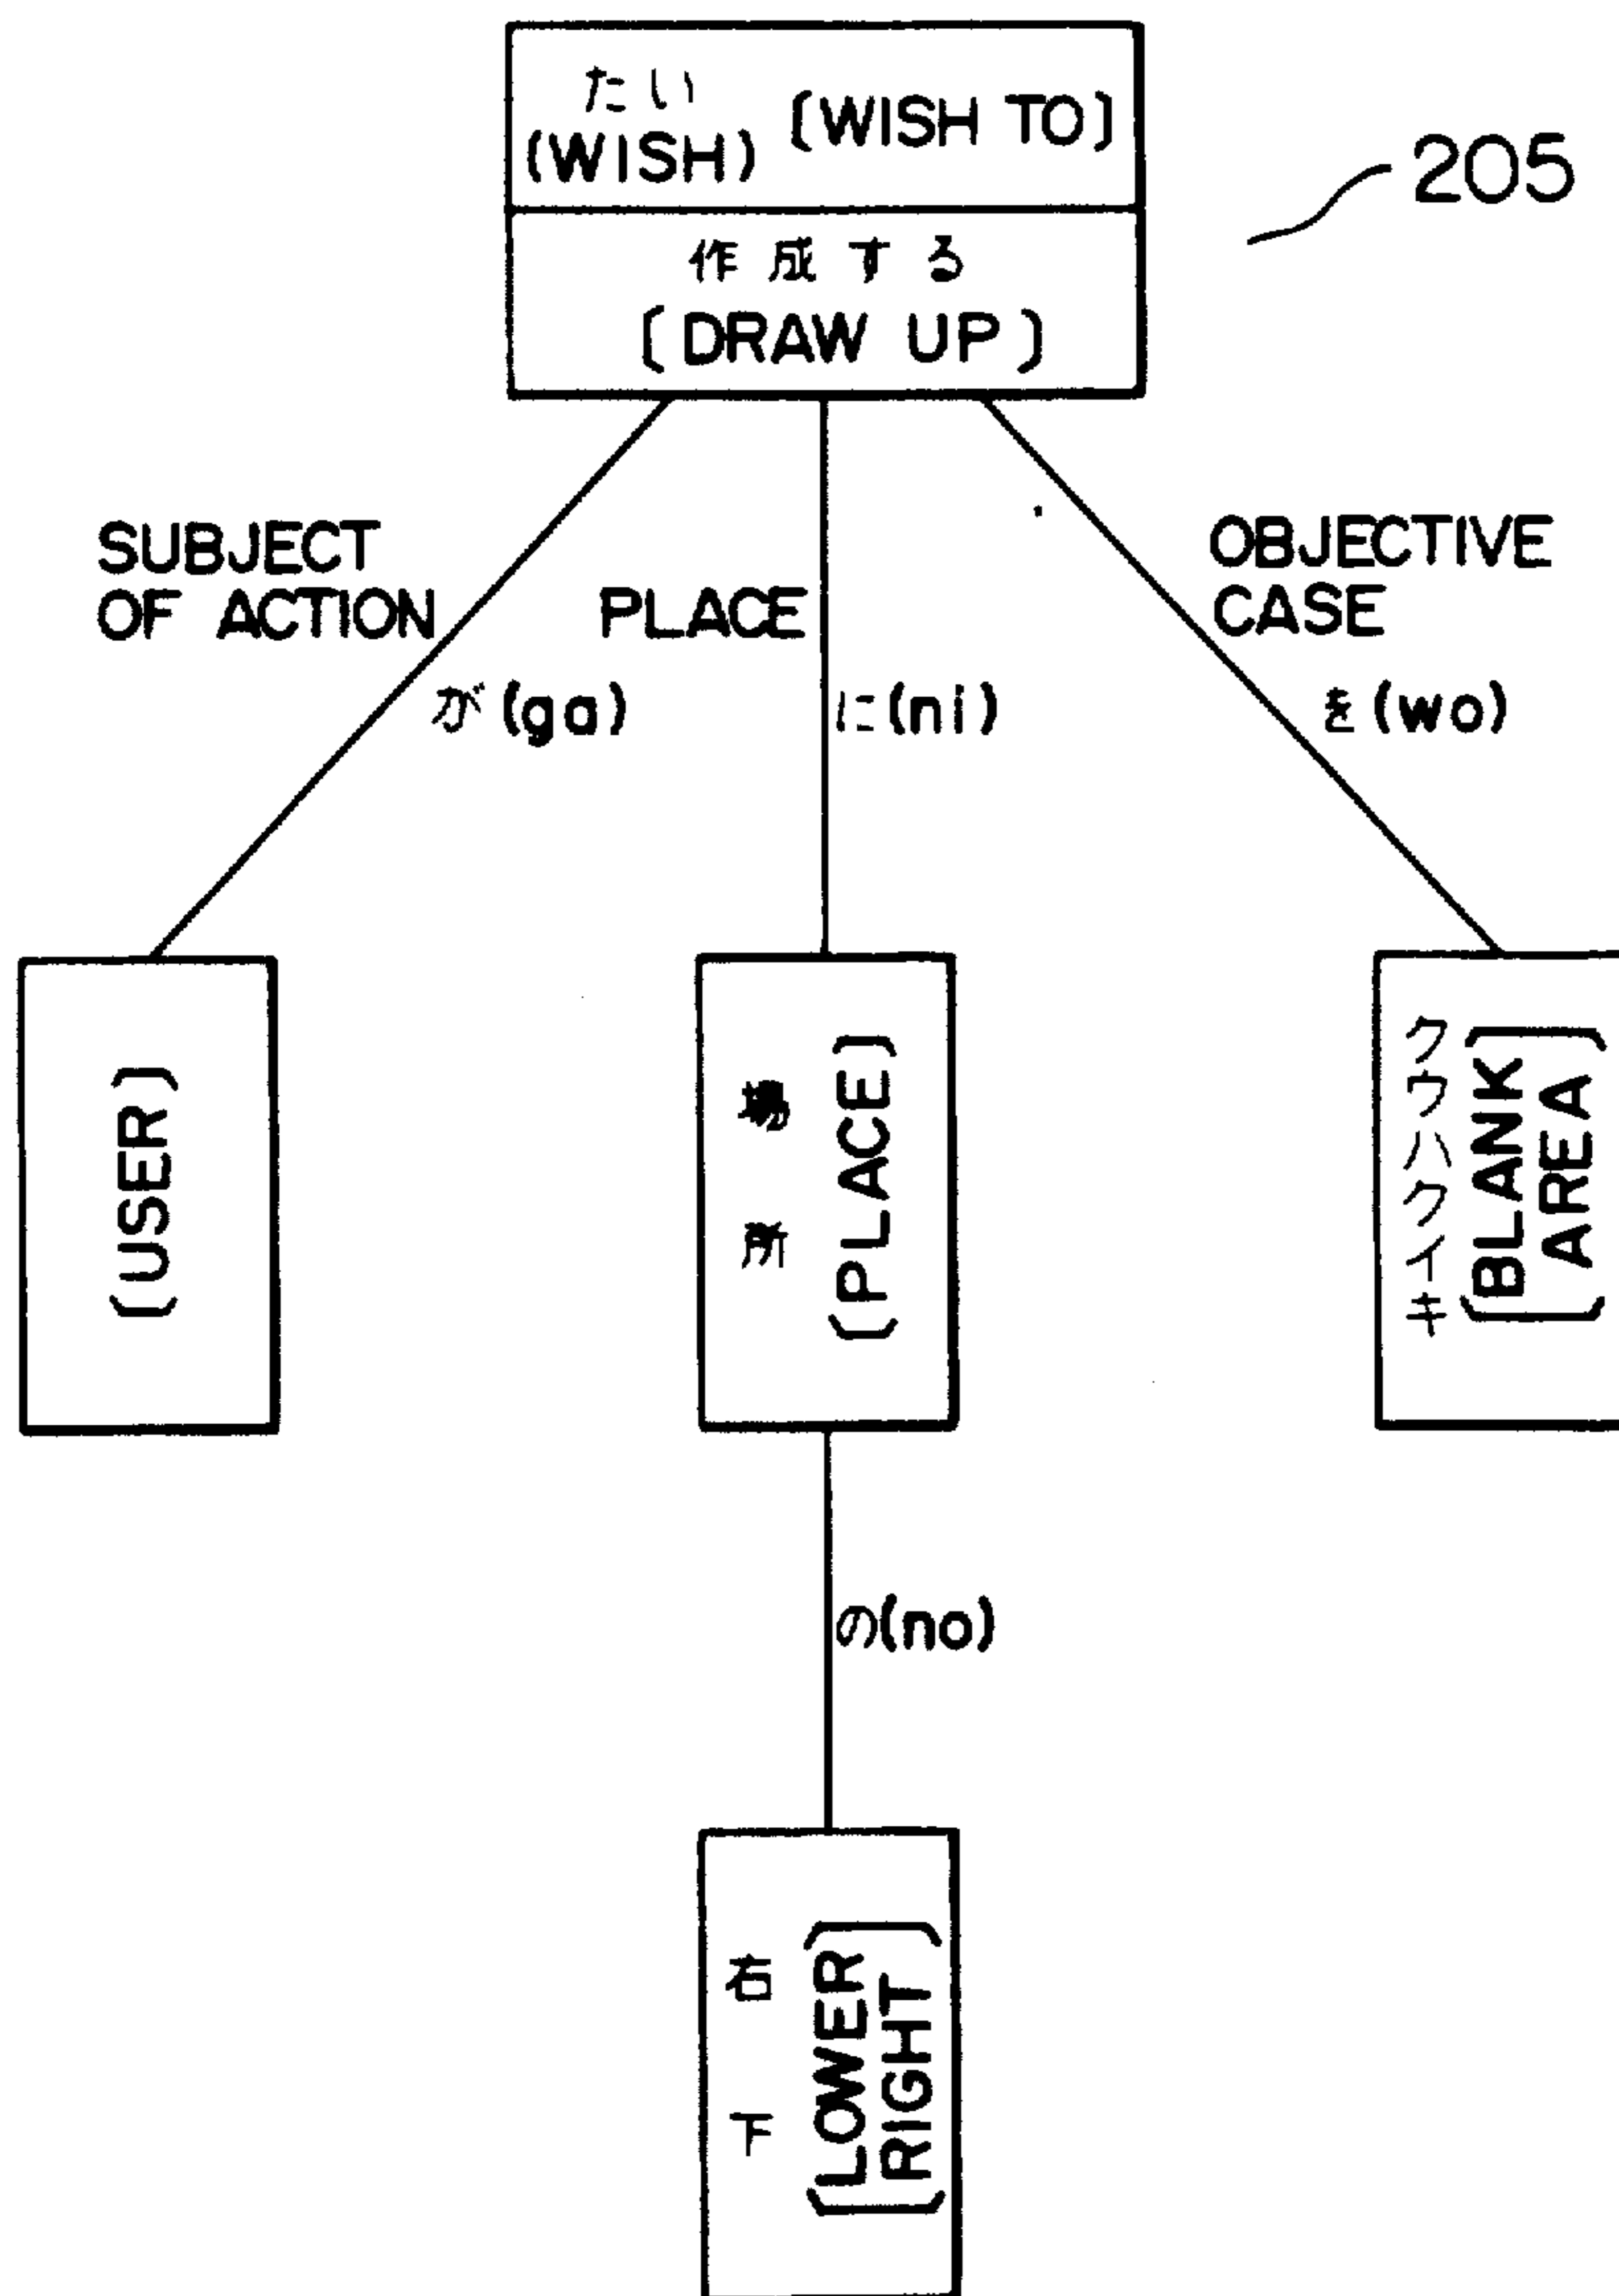 たい
(WISH) (WISH TO)
205
作成する
(DRAW UP)
SUBJECT
OF ACTION
PLACE
OBJECTIVE
CASE
が(ga)
に(ni)
を(wo)
(USER)
場所
(PLACE)
クウハクイキ
(BLANK
AREA)
の(no)
右下
(LOWER
RIGHT)